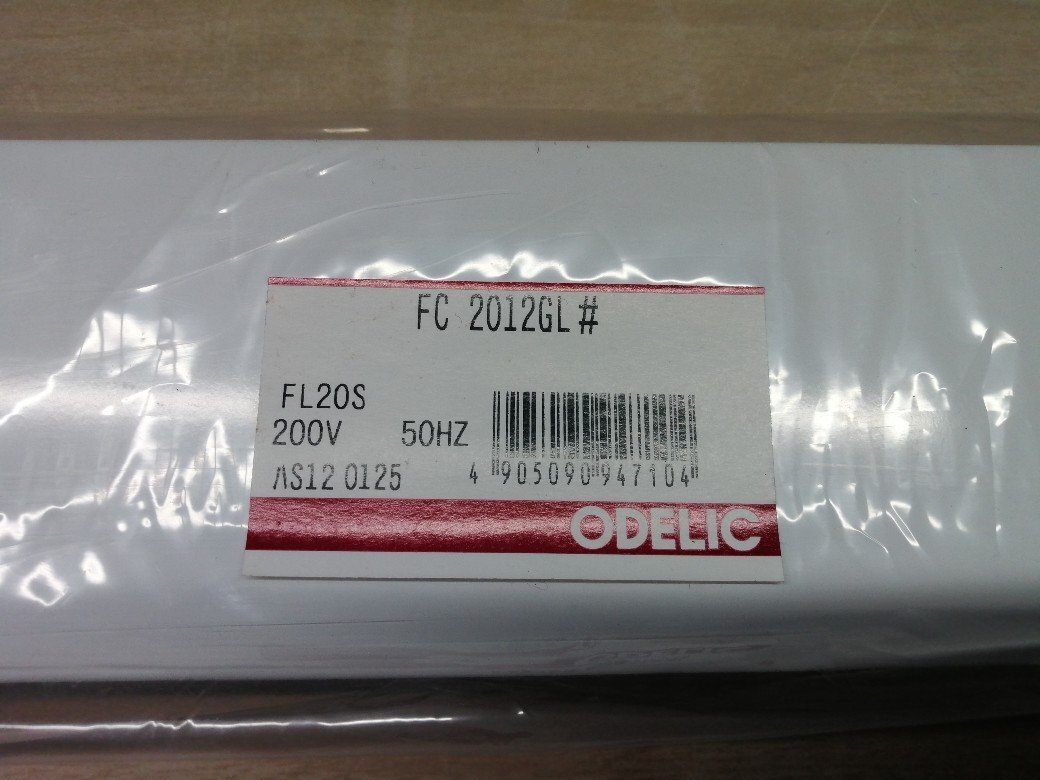 FC 2012GL#
FL20S
200V 50HZ
AS12 0125
4 905090 947104
ODELIC